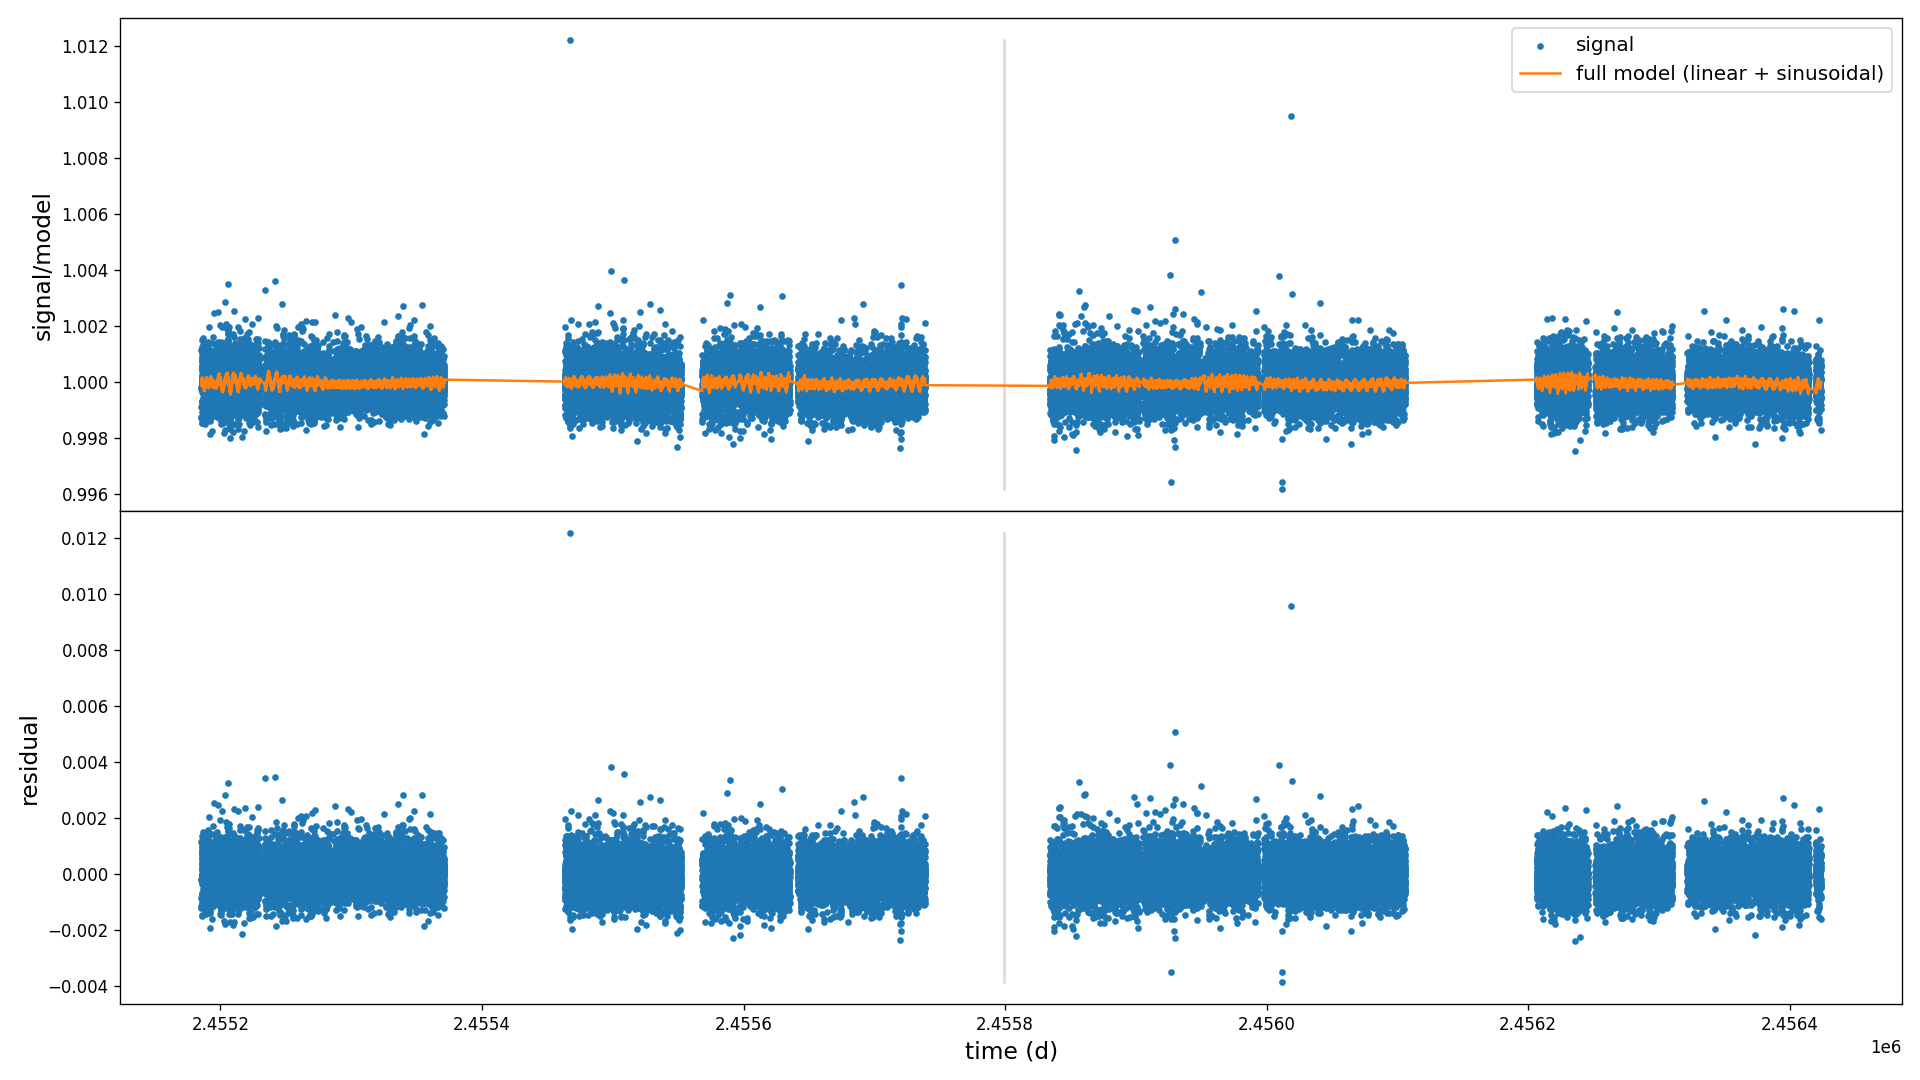 signal
full model (linear + sinusoidal)
signal/model
1.012
1.010
1.008
1.006
1.004
1.002
1.000
0.998
0.996
residual
0.012
0.010
0.008
0.006
0.004
0.002
0.000
−0.002
−0.004
2.4552 2.4554 2.4556 2.4558 2.4560 2.4562 2.4564
1e6
time (d)